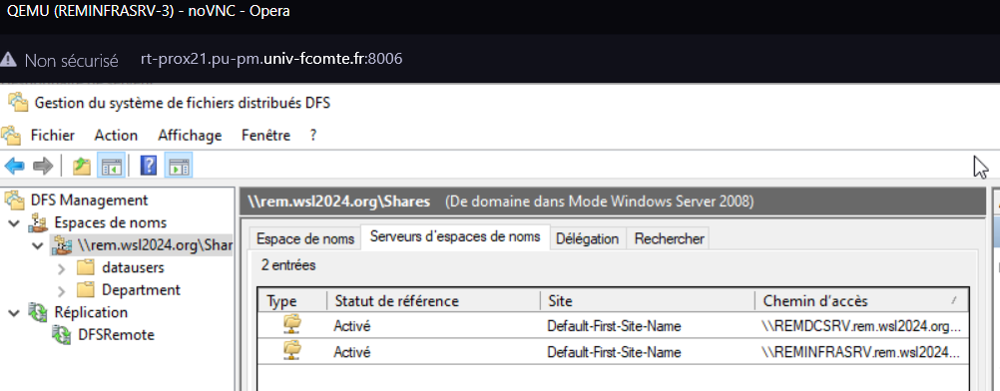 QEMU (REMINFRASRV-3) - noVNC - Opera
Non sécurisé rt-prox21.pu-pm.univ-fcomte.fr:8006
Gestion du système de fichiers distribués DFS
Fichier Action Affichage Fenêtre ?
DFS Management
Espaces de noms
\\rem.wsl2024.org\Shar
datausers
Department
Réplication
DFSRemote
\\rem.wsl2024.org\Shares (De domaine dans Mode Windows Server 2008)
Espace de noms Serveurs d'espaces de noms Délégation Rechercher
2 entrées
Type Statut de référence Site Chemin d'accès
Activé Default-First-Site-Name \\REMDCSRV.rem.wsl2024.org...
Activé Default-First-Site-Name \\REMINFRASRV.rem.wsl2024...